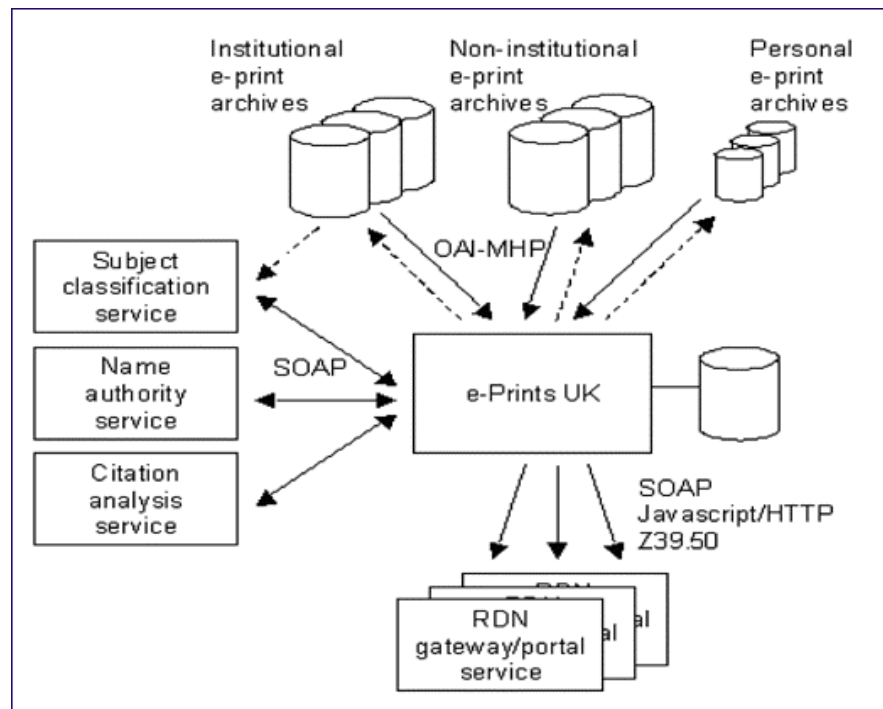 Institutional
e-print
archives
Non-institutional
e-print
archives
Personal
e-print
archives
OAI-MHP
Subject
classification
service
Name
authority
service
Citation
analysis
service
SOAP
e-Prints UK
SOAP
Javascript/HTTP
Z39.50
RDN
gateway/portal
service